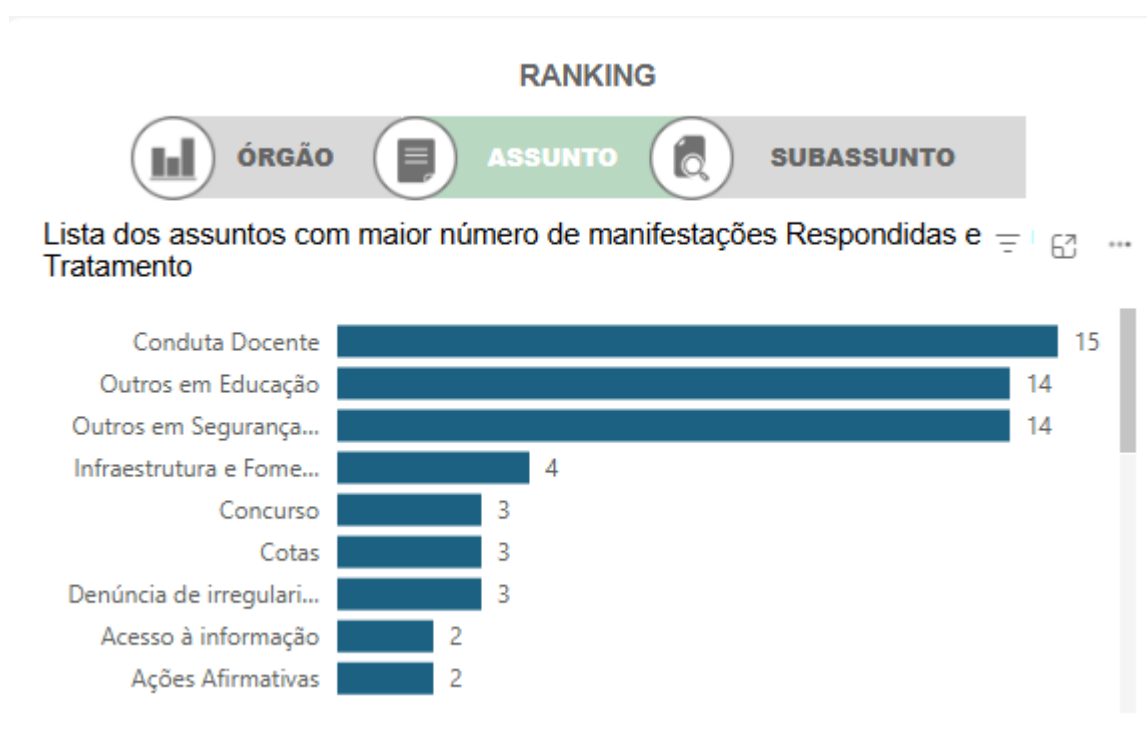 RANKING
ÓRGÃO ASSUNTO SUBASSUNTO
Lista dos assuntos com maior número de manifestações Respondidas e
Tratamento
Conduta Docente 15
Outros em Educação 14
Outros em Segurança... 14
Infraestrutura e Fome... 4
Concurso 3
Cotas 3
Denúncia de irregulari... 3
Acesso à informação 2
Ações Afirmativas 2